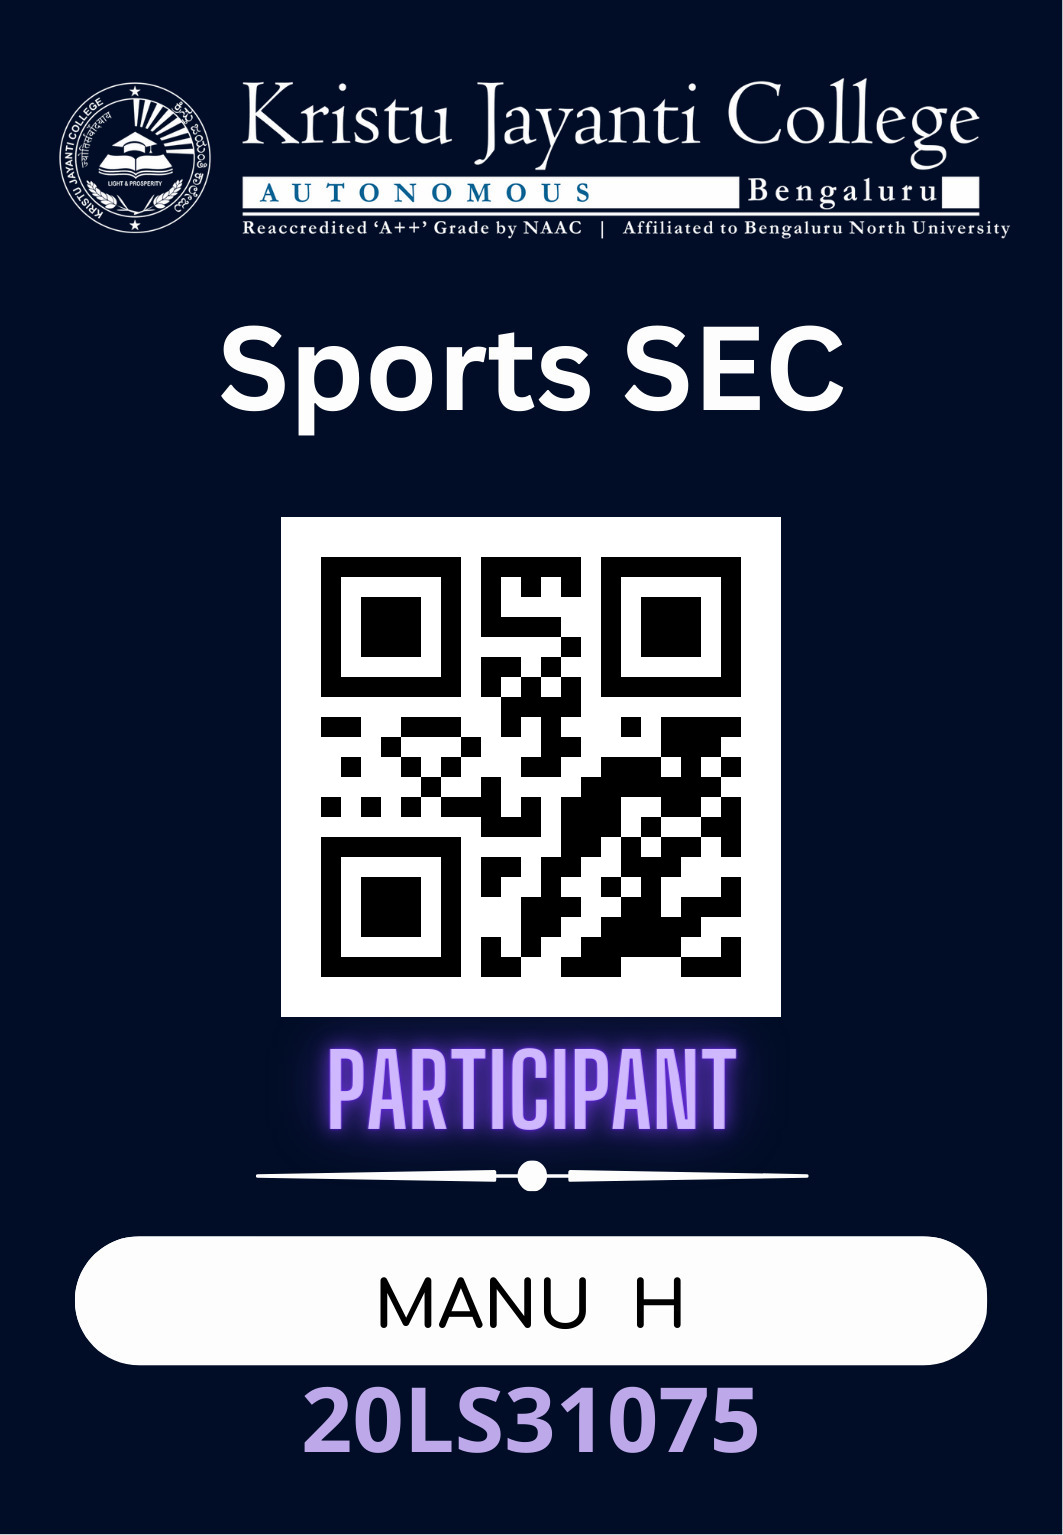 Kristu Jayanti College
AUTONOMOUS Bengaluru
Reaccredited ‘A++’ Grade by NAAC | Affiliated to Bengaluru North University
KRISTU JAYANTI COLLEGE
ಕ್ರಿಸ್ತು ಜಯಂತಿ ಕಾಲೇಜು
LIGHT & PROSPERITY
Sports SEC
PARTICIPANT
MANU H
20LS31075